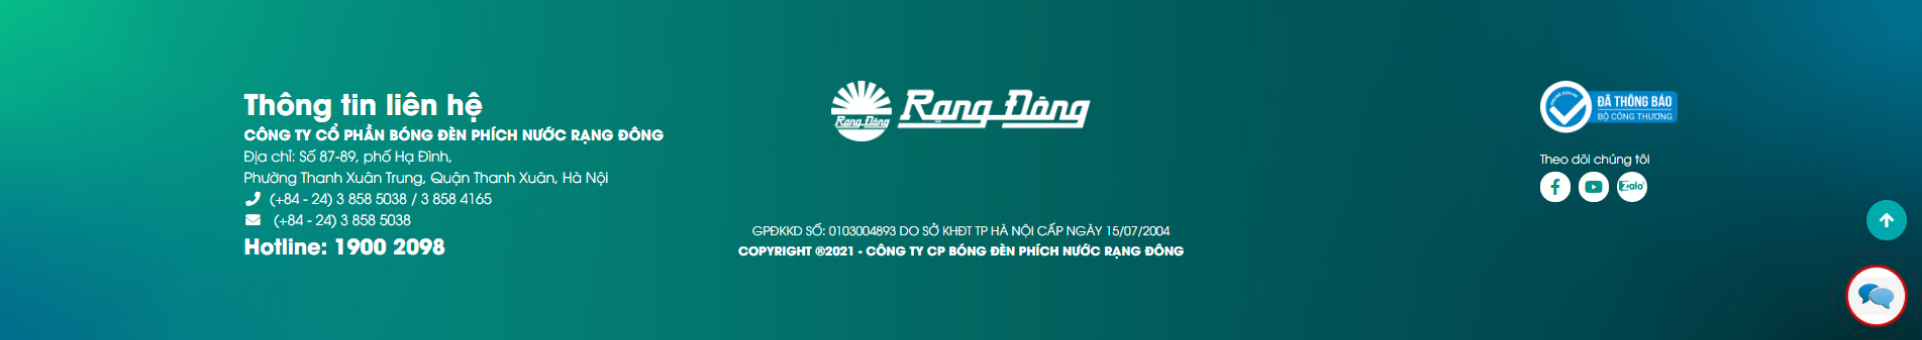 Thông tin liên hệ
CÔNG TY CỔ PHẦN BÓNG ĐÈN PHÍCH NƯỚC RẠNG ĐÔNG
Địa chỉ: Số 87-89, phố Hạ Đình,
Phường Thanh Xuân Trung, Quận Thanh Xuân, Hà Nội
(+84 - 24) 3 858 5038 / 3 858 4165
(+84 - 24) 3 858 5038
Hotline: 1900 2098
Rạng Đông
Rạng Đông
GPĐKKD SỐ: 0103004893 DO SỞ KHĐT TP HÀ NỘI CẤP NGÀY 15/07/2004
COPYRIGHT ®2021 - CÔNG TY CP BÓNG ĐÈN PHÍCH NƯỚC RẠNG ĐÔNG
ĐÃ THÔNG BÁO
BỘ CÔNG THƯƠNG
Theo dõi chúng tôi
Zalo